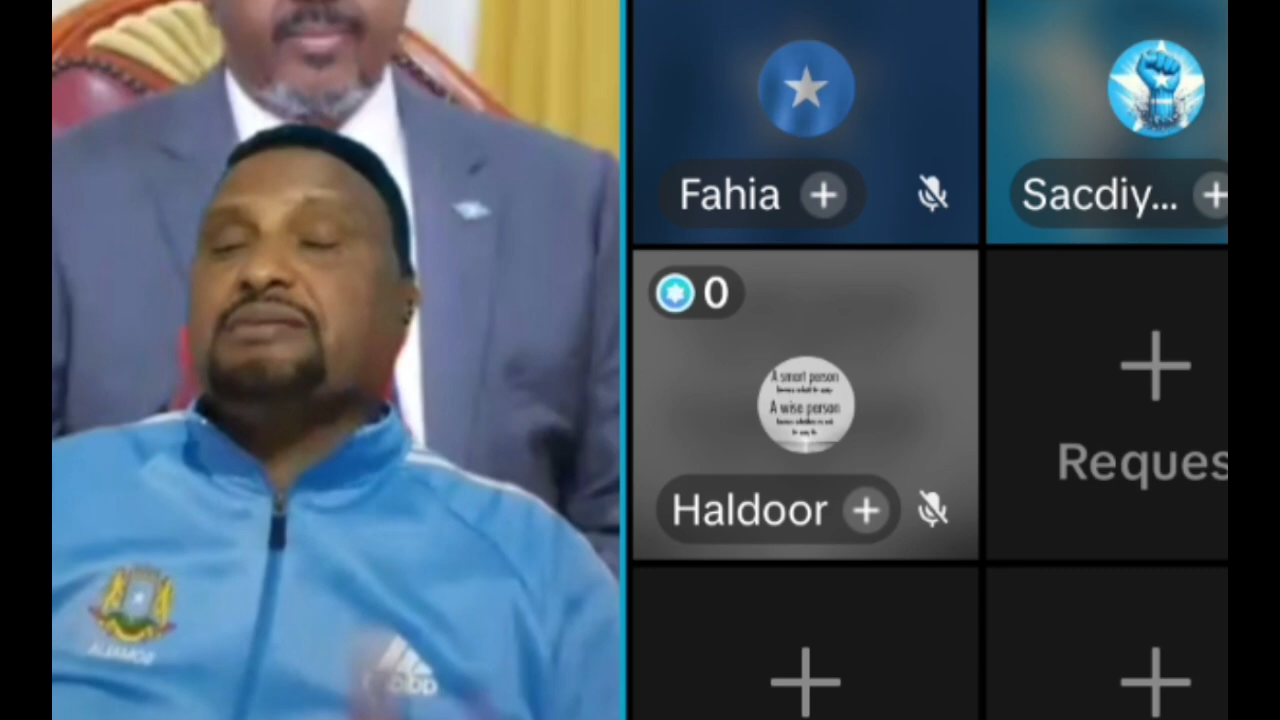 Fahia
Sacdiy...
0
A smart person
A wise person
Haldoor
Reques